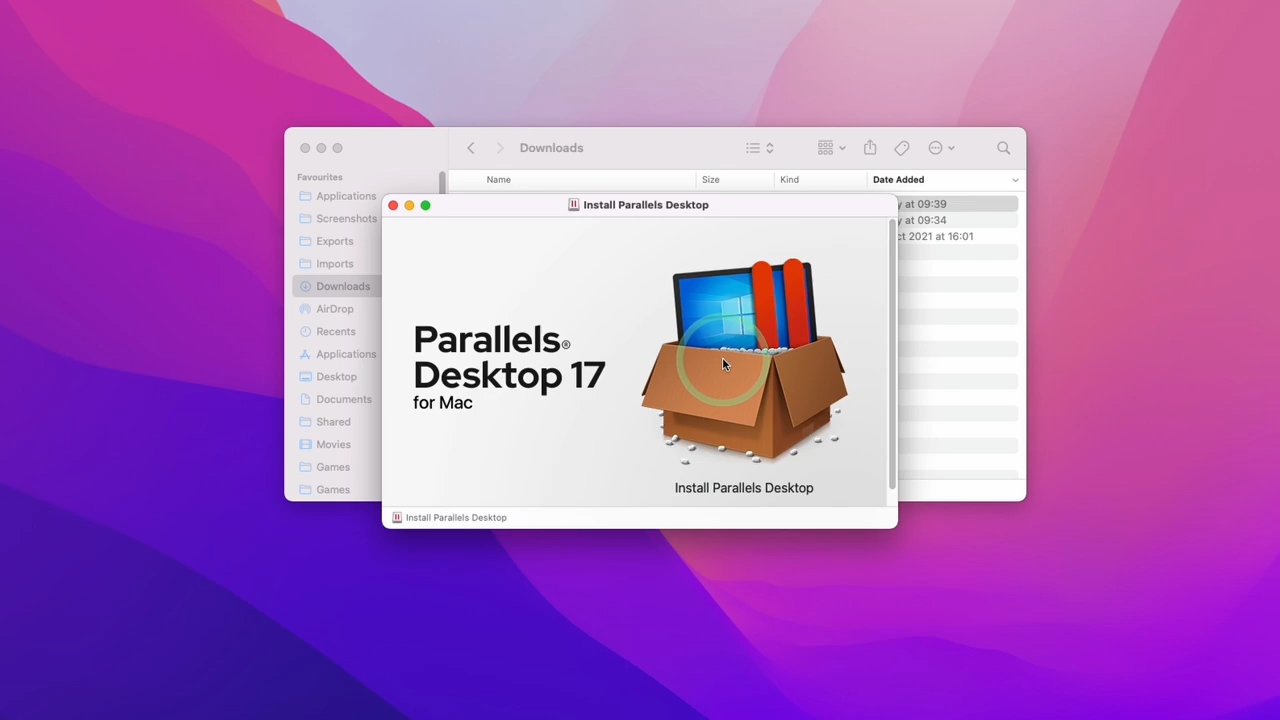 Downloads
Favourites
Applications
Screenshots
Exports
Imports
Downloads
AirDrop
Recents
Applications
Desktop
Documents
Shared
Movies
Games
Games
Name
Size
Kind
Date Added
y at 09:39
y at 09:34
ct 2021 at 16:01
Install Parallels Desktop
Parallels®
Desktop 17
for Mac
Install Parallels Desktop
Install Parallels Desktop